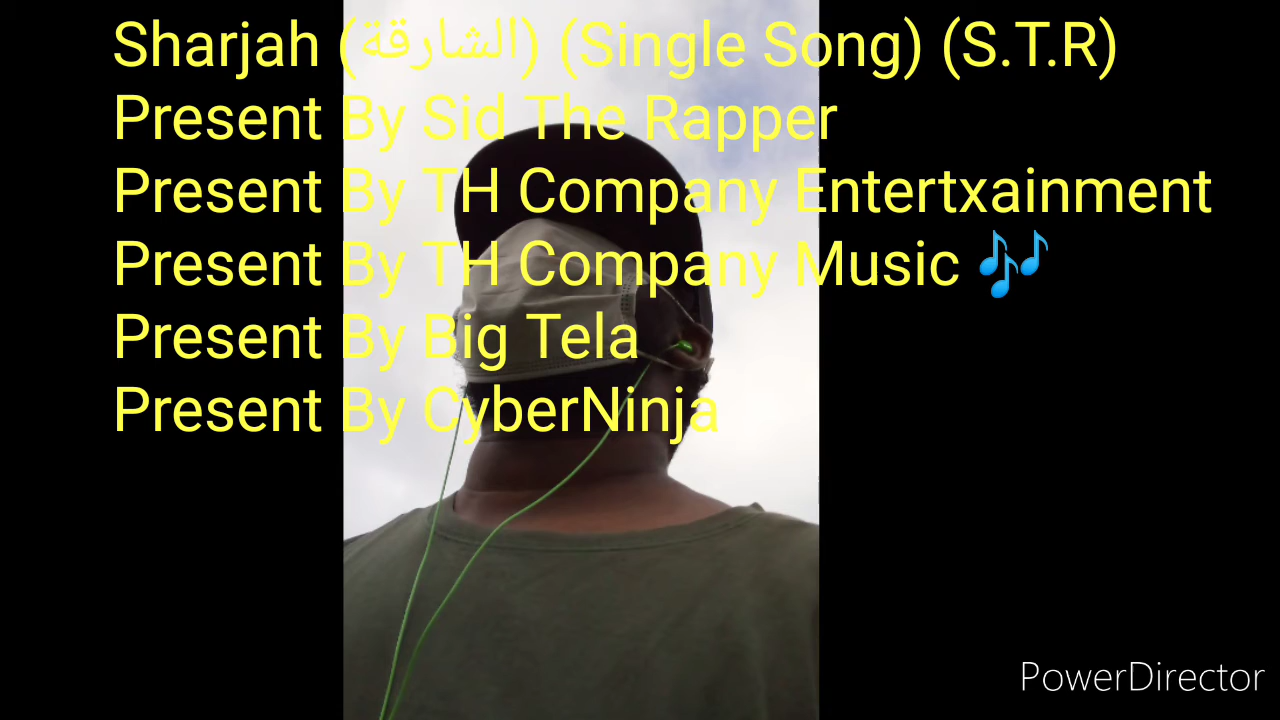 Sharjah (الشارقة) (Single Song) (S.T.R)
Present By Sid The Rapper
Present By TH Company Entertxainment
Present By TH Company Music 🎶
Present By Big Tela
Present By CyberNinja
PowerDirector